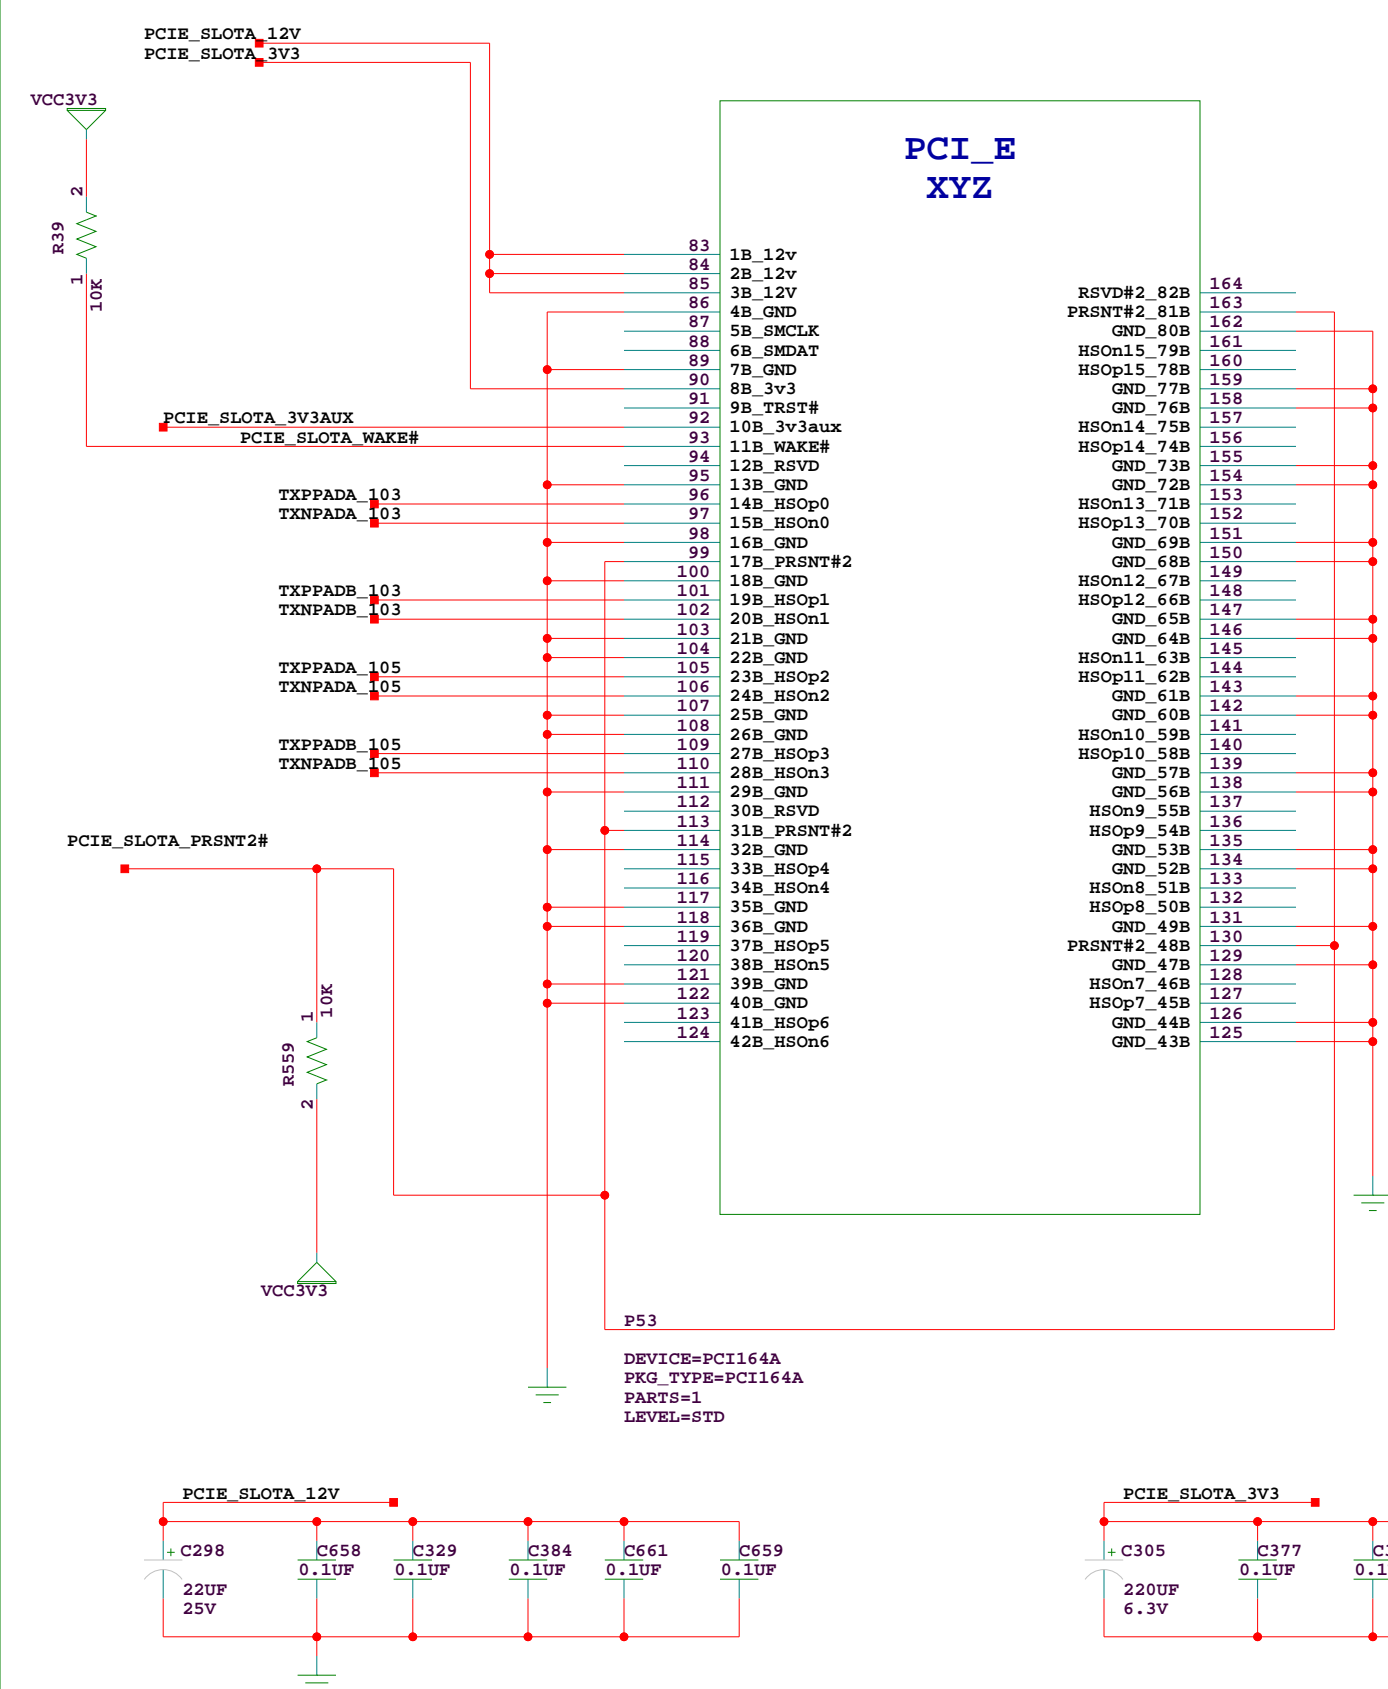 PCIE_SLOTA_12V
PCIE_SLOTA_3V3
VCC3V3
2
R39
1
10K
PCI_E
XYZ
83 1B_12v
84 2B_12v
85 3B_12V
86 4B_GND
87 5B_SMCLK
88 6B_SMDAT
89 7B_GND
90 8B_3v3
91 9B_TRST#
PCIE_SLOTA_3V3AUX 92 10B_3v3aux
PCIE_SLOTA_WAKE# 93 11B_WAKE#
94 12B_RSVD
95 13B_GND
TXPPADA_103 96 14B_HSOp0
TXNPADA_103 97 15B_HSOn0
98 16B_GND
99 17B_PRSNT#2
100 18B_GND
TXPPADB_103 101 19B_HSOp1
TXNPADB_103 102 20B_HSOn1
103 21B_GND
104 22B_GND
TXPPADA_105 105 23B_HSOp2
TXNPADA_105 106 24B_HSOn2
107 25B_GND
108 26B_GND
TXPPADB_105 109 27B_HSOp3
TXNPADB_105 110 28B_HSOn3
111 29B_GND
112 30B_RSVD
113 31B_PRSNT#2
114 32B_GND
115 33B_HSOp4
116 34B_HSOn4
117 35B_GND
118 36B_GND
119 37B_HSOp5
120 38B_HSOn5
121 39B_GND
122 40B_GND
123 41B_HSOp6
124 42B_HSOn6
RSVD#2_82B 164
PRSNT#2_81B 163
GND_80B 162
HSOn15_79B 161
HSOp15_78B 160
GND_77B 159
GND_76B 158
HSOn14_75B 157
HSOp14_74B 156
GND_73B 155
GND_72B 154
HSOn13_71B 153
HSOp13_70B 152
GND_69B 151
GND_68B 150
HSOn12_67B 149
HSOp12_66B 148
GND_65B 147
GND_64B 146
HSOn11_63B 145
HSOp11_62B 144
GND_61B 143
GND_60B 142
HSOn10_59B 141
HSOp10_58B 140
GND_57B 139
GND_56B 138
HSOn9_55B 137
HSOp9_54B 136
GND_53B 135
GND_52B 134
HSOn8_51B 133
HSOp8_50B 132
GND_49B 131
PRSNT#2_48B 130
GND_47B 129
HSOn7_46B 128
HSOp7_45B 127
GND_44B 126
GND_43B 125
PCIE_SLOTA_PRSNT2#
10K
1
R559
2
VCC3V3
P53
DEVICE=PCI164A
PKG_TYPE=PCI164A
PARTS=1
LEVEL=STD
PCIE_SLOTA_12V
+ C298
22UF
25V
C658
0.1UF
C329
0.1UF
C384
0.1UF
C661
0.1UF
C659
0.1UF
PCIE_SLOTA_3V3
+ C305
220UF
6.3V
C377
0.1UF